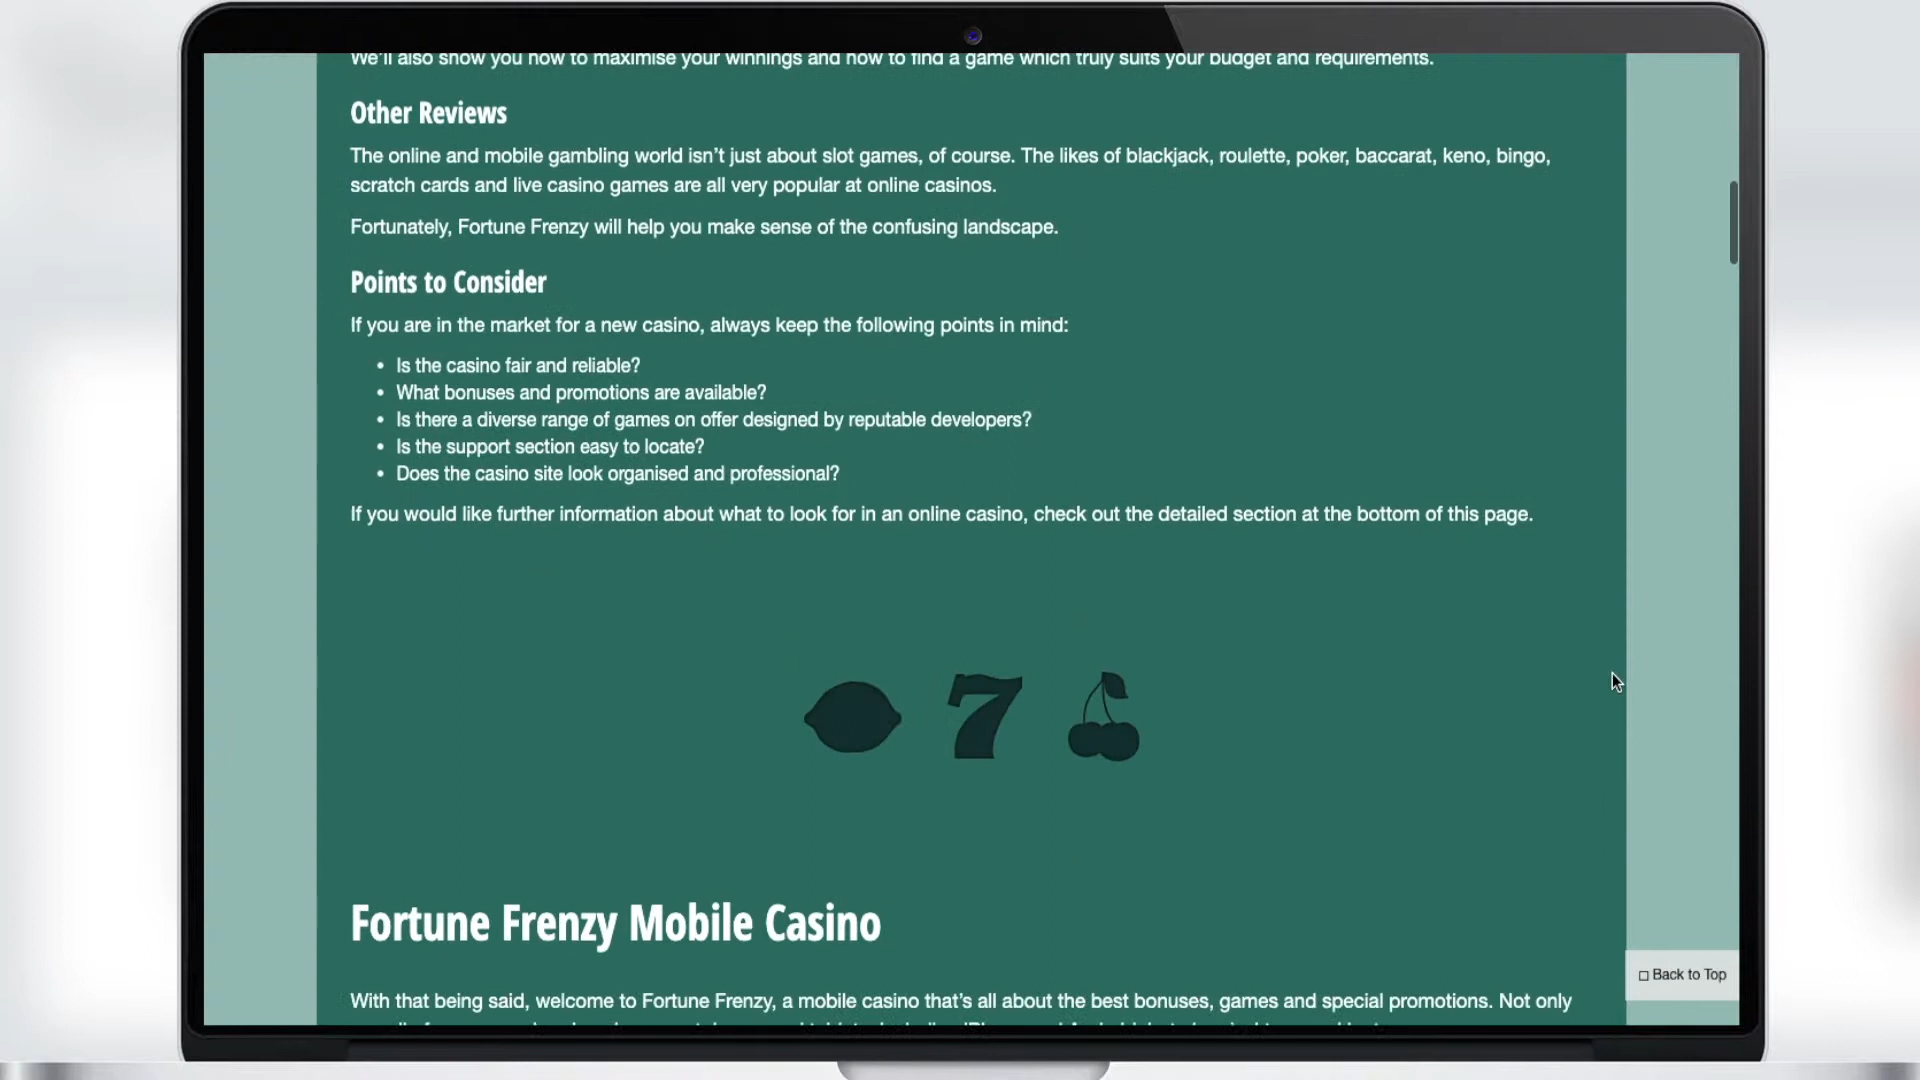 We'll also show you how to maximise your winnings and how to find a game which truly suits your budget and requirements.
Other Reviews
The online and mobile gambling world isn't just about slot games, of course. The likes of blackjack, roulette, poker, baccarat, keno, bingo,
scratch cards and live casino games are all very popular at online casinos.
Fortunately, Fortune Frenzy will help you make sense of the confusing landscape.
Points to Consider
If you are in the market for a new casino, always keep the following points in mind:
• Is the casino fair and reliable?
• What bonuses and promotions are available?
• Is there a diverse range of games on offer designed by reputable developers?
• Is the support section easy to locate?
• Does the casino site look organised and professional?
If you would like further information about what to look for in an online casino, check out the detailed section at the bottom of this page.
7
Fortune Frenzy Mobile Casino
Back to Top
With that being said, welcome to Fortune Frenzy, a mobile casino that's all about the best bonuses, games and special promotions. Not only